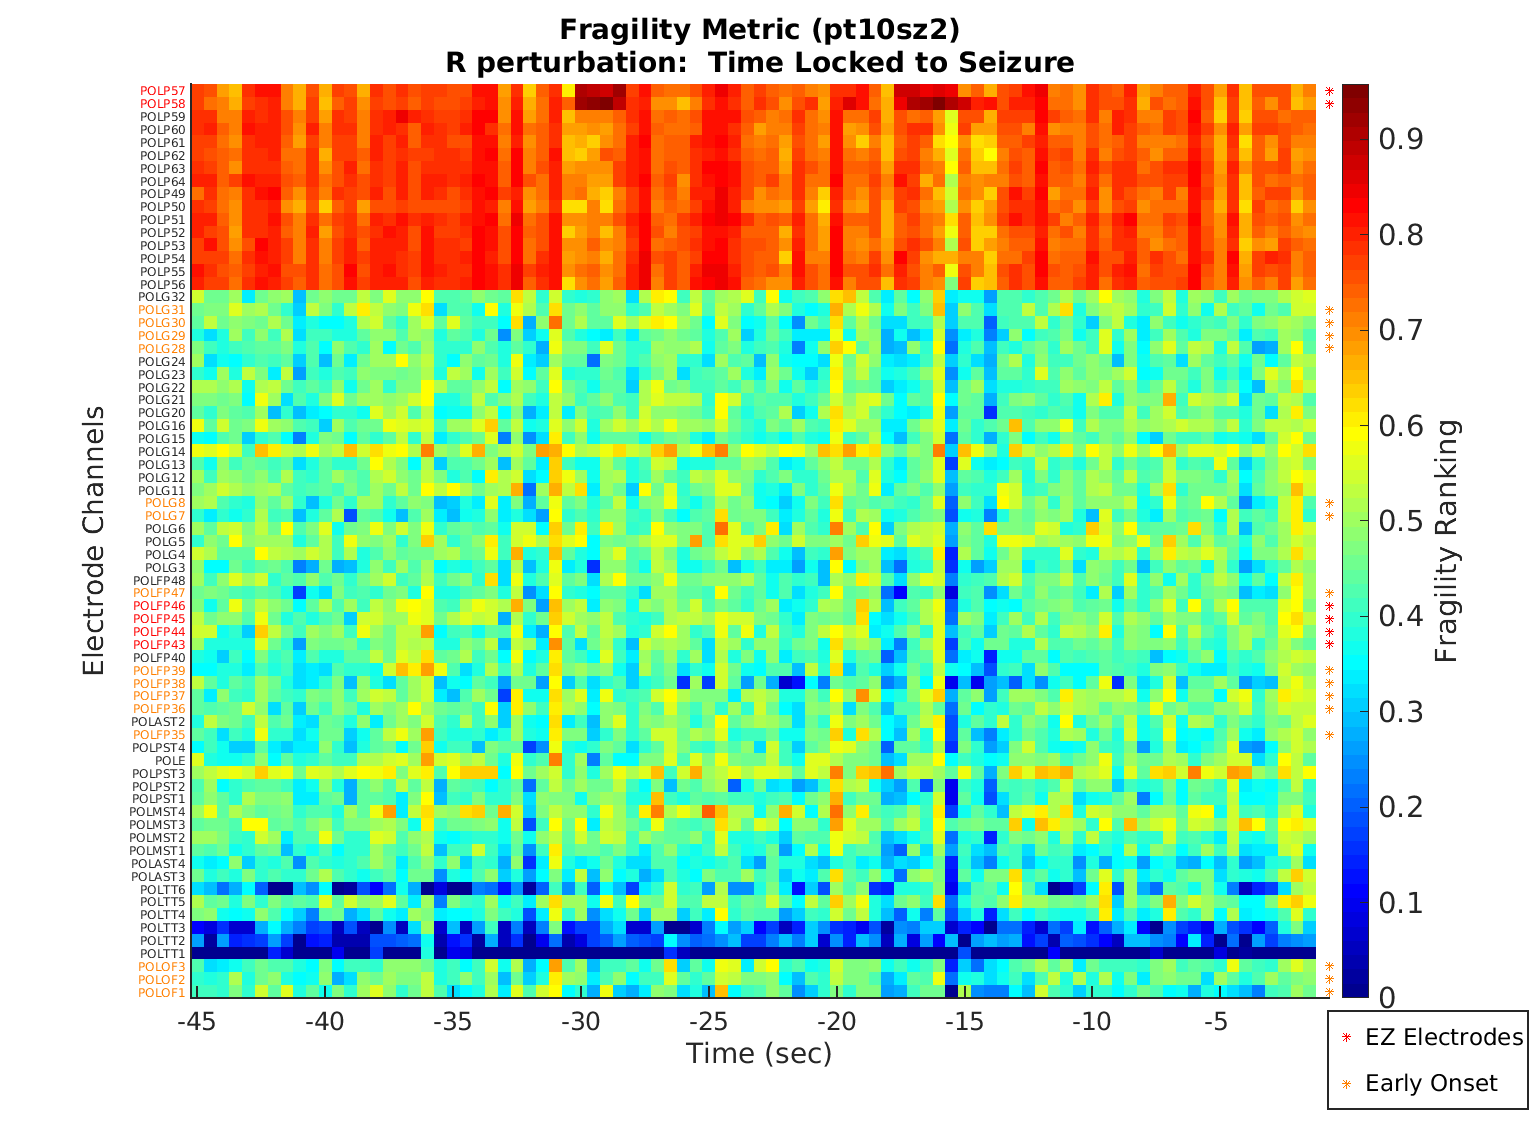 Fragility Metric (pt10sz2)
R perturbation:  Time Locked to Seizure
Electrode Channels
POLP57
POLP58
POLP59
POLP60
POLP61
POLP62
POLP63
POLP64
POLP49
POLP50
POLP51
POLP52
POLP53
POLP54
POLP55
POLP56
POLG32
POLG31
POLG30
POLG29
POLG28
POLG24
POLG23
POLG22
POLG21
POLG20
POLG16
POLG15
POLG14
POLG13
POLG12
POLG11
POLG8
POLG7
POLG6
POLG5
POLG4
POLG3
POLFP48
POLFP47
POLFP46
POLFP45
POLFP44
POLFP43
POLFP40
POLFP39
POLFP38
POLFP37
POLFP36
POLAST2
POLFP35
POLPST4
POLE
POLPST3
POLPST2
POLPST1
POLMST4
POLMST3
POLMST2
POLMST1
POLAST4
POLAST3
POLTT6
POLTT5
POLTT4
POLTT3
POLTT2
POLTT1
POLOF3
POLOF2
POLOF1
-45 -40 -35 -30 -25 -20 -15 -10 -5
Time (sec)
0.9
0.8
0.7
0.6
0.5
0.4
0.3
0.2
0.1
0
Fragility Ranking
EZ Electrodes
Early Onset